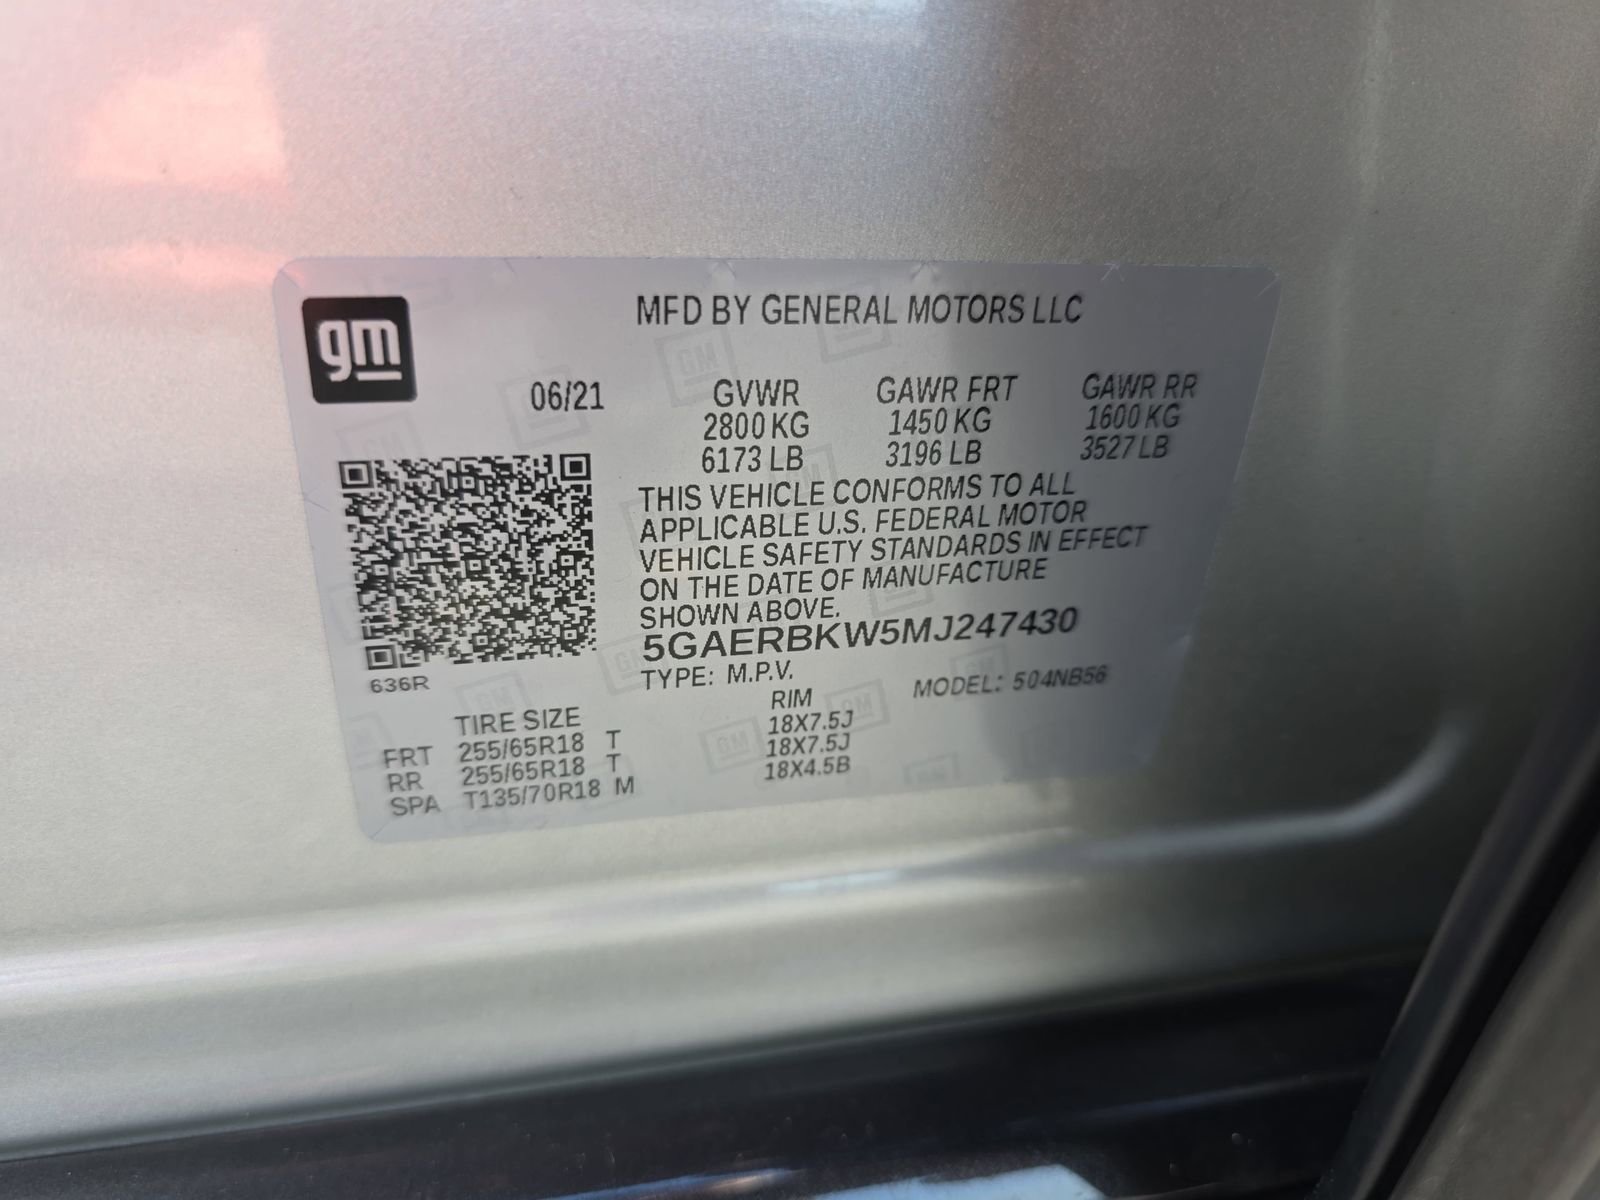 gm
MFD BY GENERAL MOTORS LLC
06/21 GVWR GAWR FRT GAWR RR
2800 KG 1450 KG 1600 KG
6173 LB 3196 LB 3527 LB
THIS VEHICLE CONFORMS TO ALL
APPLICABLE U.S. FEDERAL MOTOR
VEHICLE SAFETY STANDARDS IN EFFECT
ON THE DATE OF MANUFACTURE
SHOWN ABOVE.
5GAERBKW5MJ247430
636R
TYPE: M.P.V. MODEL: 504NB56
TIRE SIZE RIM
FRT 255/65R18 T 18X7.5J
RR 255/65R18 T 18X7.5J
SPA T135/70R18 M 18X4.5B